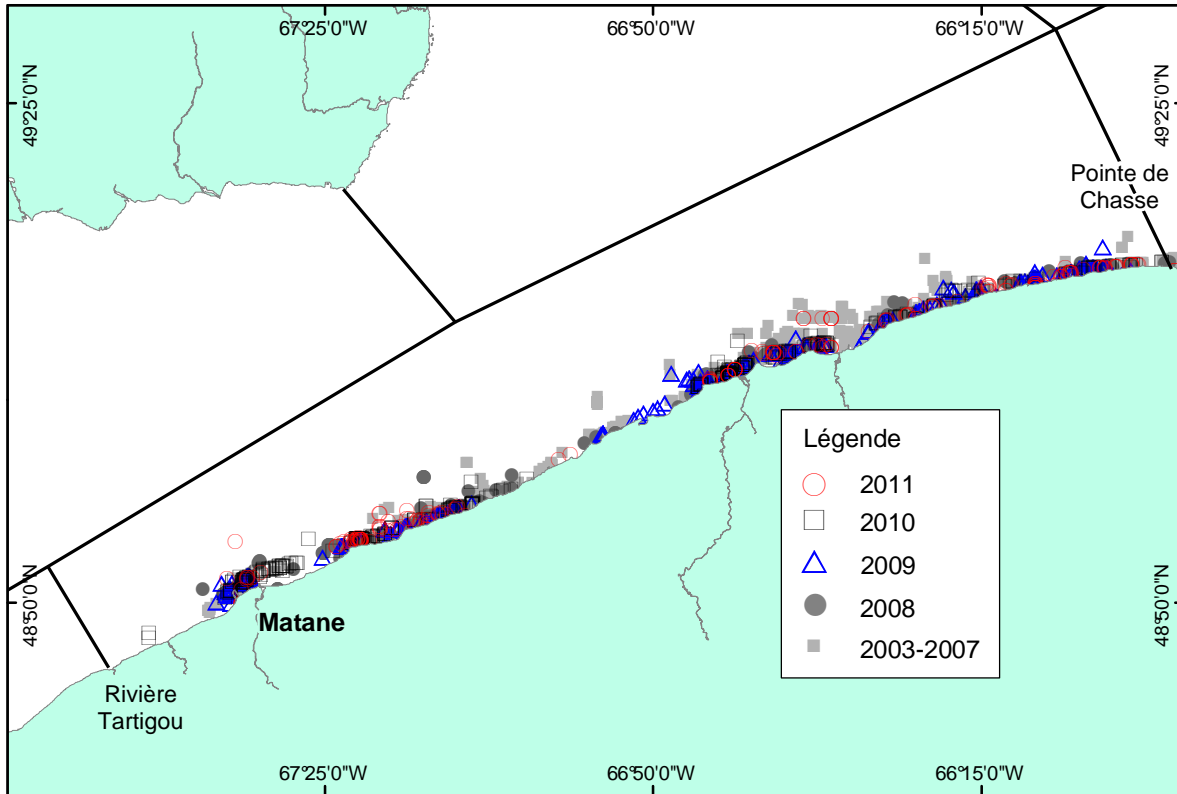 67°25'0"W
66°50'0"W
66°15'0"W
49°25'0"N
49°25'0"N
Pointe de
Chasse
Légende
2011
2010
2009
2008
2003-2007
48°50'0"N
48°50'0"N
Matane
Rivière
Tartigou
67°25'0"W
66°50'0"W
66°15'0"W